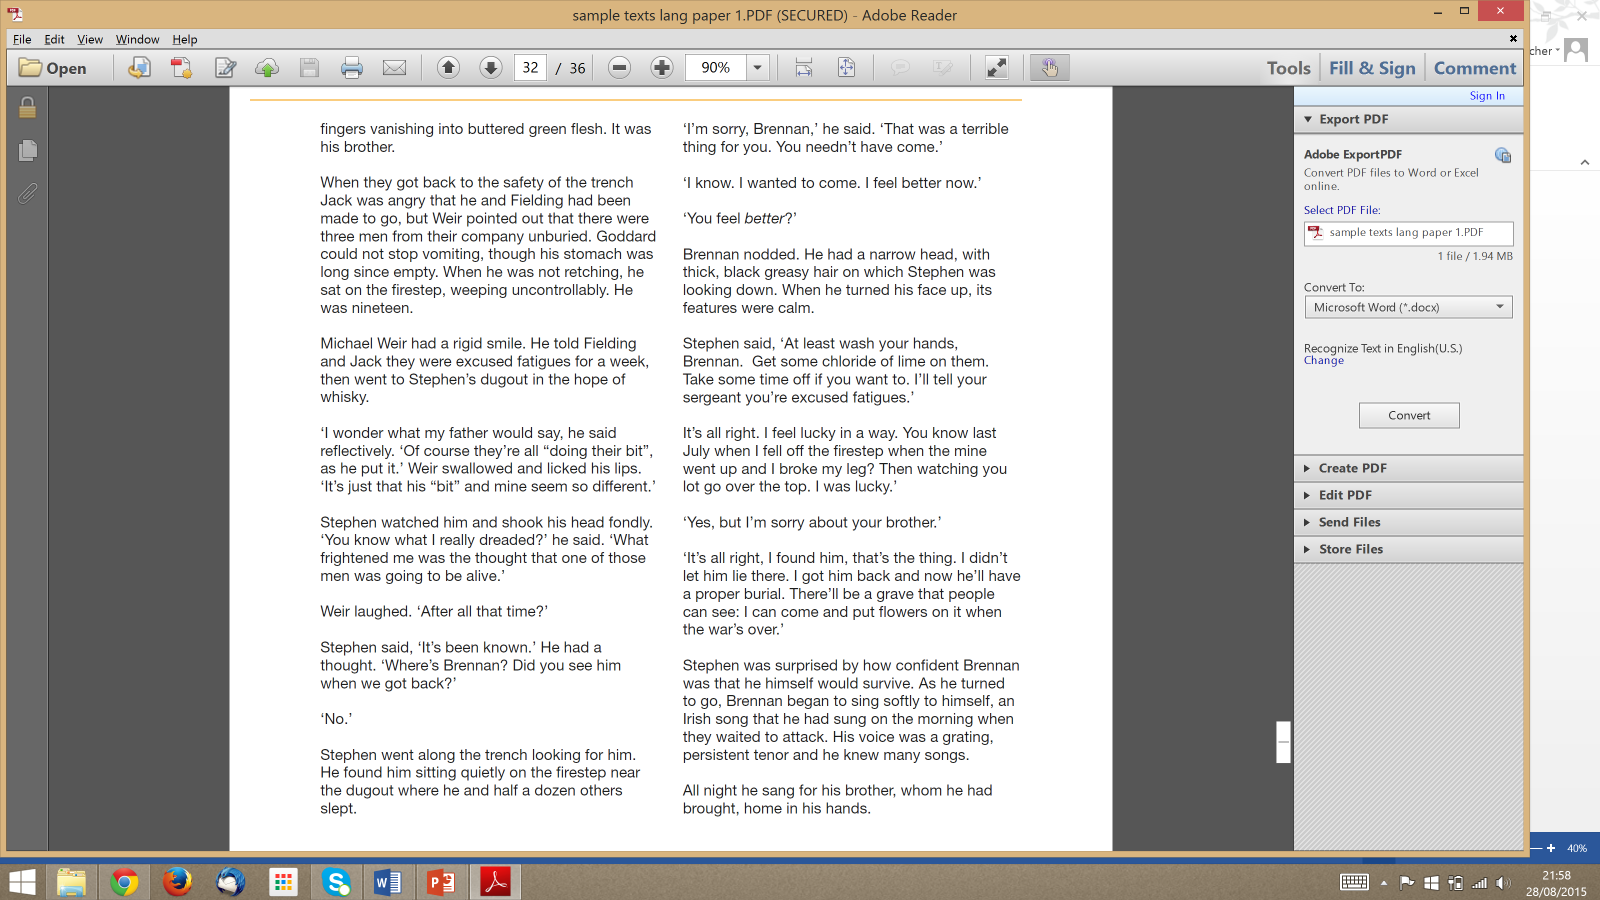 sample texts lang paper 1.PDF (SECURED) - Adobe Reader
File Edit View Window Help
cher
Open
32 / 36
90%
Tools Fill & Sign Comment
fingers vanishing into buttered green flesh. It was
his brother.
When they got back to the safety of the trench
Jack was angry that he and Fielding had been
made to go, but Weir pointed out that there were
three men from their company unburied. Goddard
could not stop vomiting, though his stomach was
long since empty. When he was not retching, he
sat on the firestep, weeping uncontrollably. He
was nineteen.
Michael Weir had a rigid smile. He told Fielding
and Jack they were excused fatigues for a week,
then went to Stephen’s dugout in the hope of
whisky.
‘I wonder what my father would say, he said
reflectively. ‘Of course they’re all “doing their bit”,
as he put it.’ Weir swallowed and licked his lips.
‘It’s just that his “bit” and mine seem so different.’
Stephen watched him and shook his head fondly.
‘You know what I really dreaded?’ he said. ‘What
frightened me was the thought that one of those
men was going to be alive.’
Weir laughed. ‘After all that time?’
Stephen said, ‘It’s been known.’ He had a
thought. ‘Where’s Brennan? Did you see him
when we got back?’
‘No.’
Stephen went along the trench looking for him.
He found him sitting quietly on the firestep near
the dugout where he and half a dozen others
slept.
‘I’m sorry, Brennan,’ he said. ‘That was a terrible
thing for you. You needn’t have come.’
‘I know. I wanted to come. I feel better now.’
‘You feel better?’
Brennan nodded. He had a narrow head, with
thick, black greasy hair on which Stephen was
looking down. When he turned his face up, its
features were calm.
Stephen said, ‘At least wash your hands,
Brennan.  Get some chloride of lime on them.
Take some time off if you want to. I’ll tell your
sergeant you’re excused fatigues.’
It’s all right. I feel lucky in a way. You know last
July when I fell off the firestep when the mine
went up and I broke my leg? Then watching you
lot go over the top. I was lucky.’
‘Yes, but I’m sorry about your brother.’
‘It’s all right, I found him, that’s the thing. I didn’t
let him lie there. I got him back and now he’ll have
a proper burial. There’ll be a grave that people
can see: I can come and put flowers on it when
the war’s over.’
Stephen was surprised by how confident Brennan
was that he himself would survive. As he turned
to go, Brennan began to sing softly to himself, an
Irish song that he had sung on the morning when
they waited to attack. His voice was a grating,
persistent tenor and he knew many songs.
All night he sang for his brother, whom he had
brought, home in his hands.
Sign In
Export PDF
Adobe ExportPDF
Convert PDF files to Word or Excel
online.
Select PDF File:
sample texts lang paper 1.PDF
1 file / 1.94 MB
Convert To:
Microsoft Word (*.docx)
Recognize Text in English(U.S.)
Change
Convert
Create PDF
Edit PDF
Send Files
Store Files
40%
21:58
28/08/2015